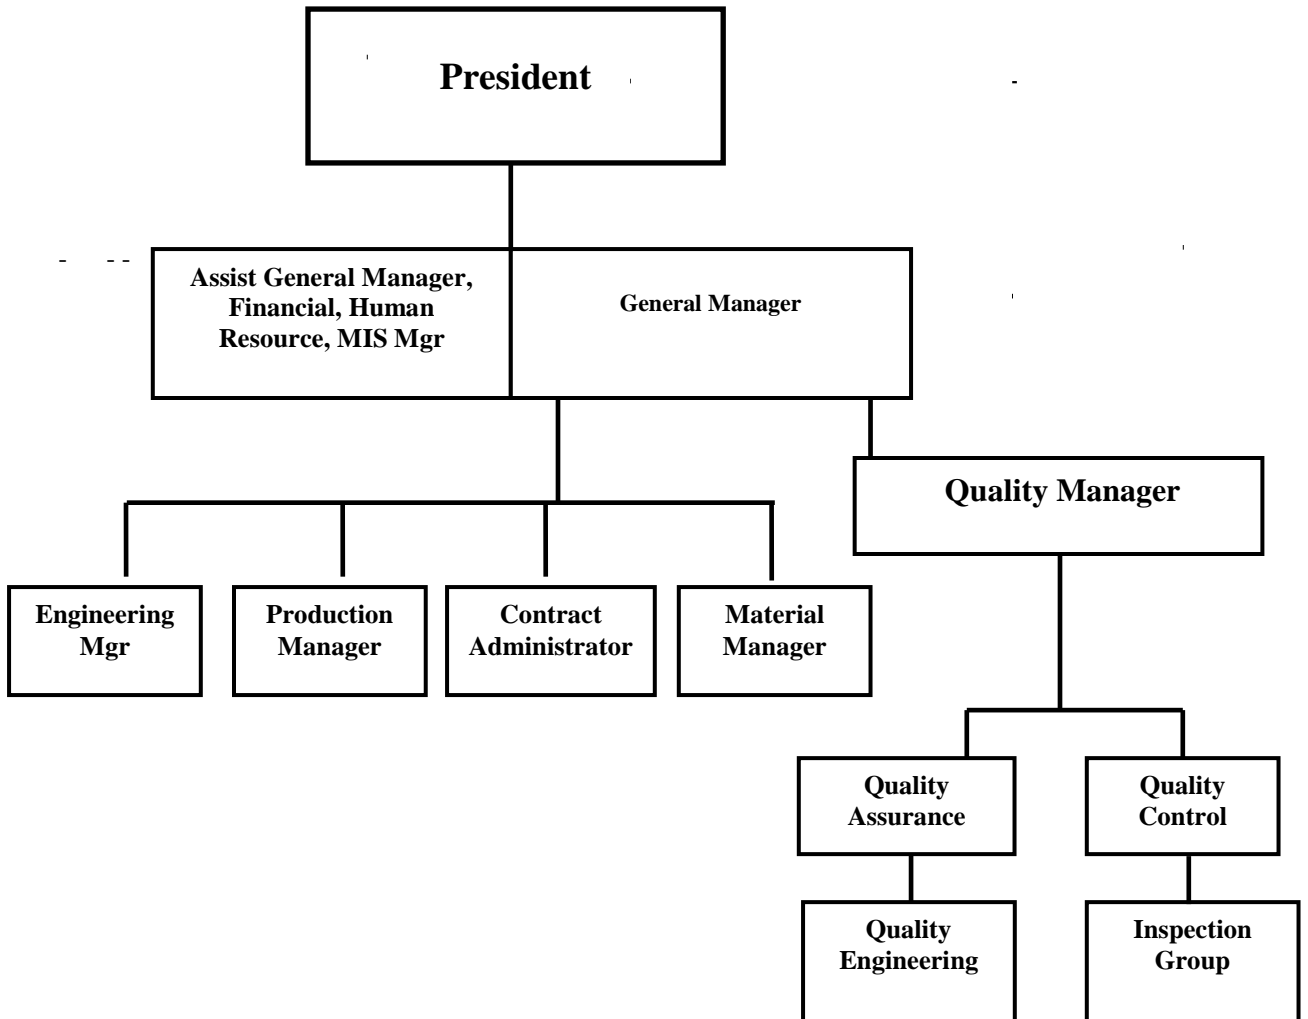 President
Assist General Manager,
Financial, Human
Resource, MIS Mgr
General Manager
Quality Manager
Engineering
Mgr
Production
Manager
Contract
Administrator
Material
Manager
Quality
Assurance
Quality
Control
Quality
Engineering
Inspection
Group